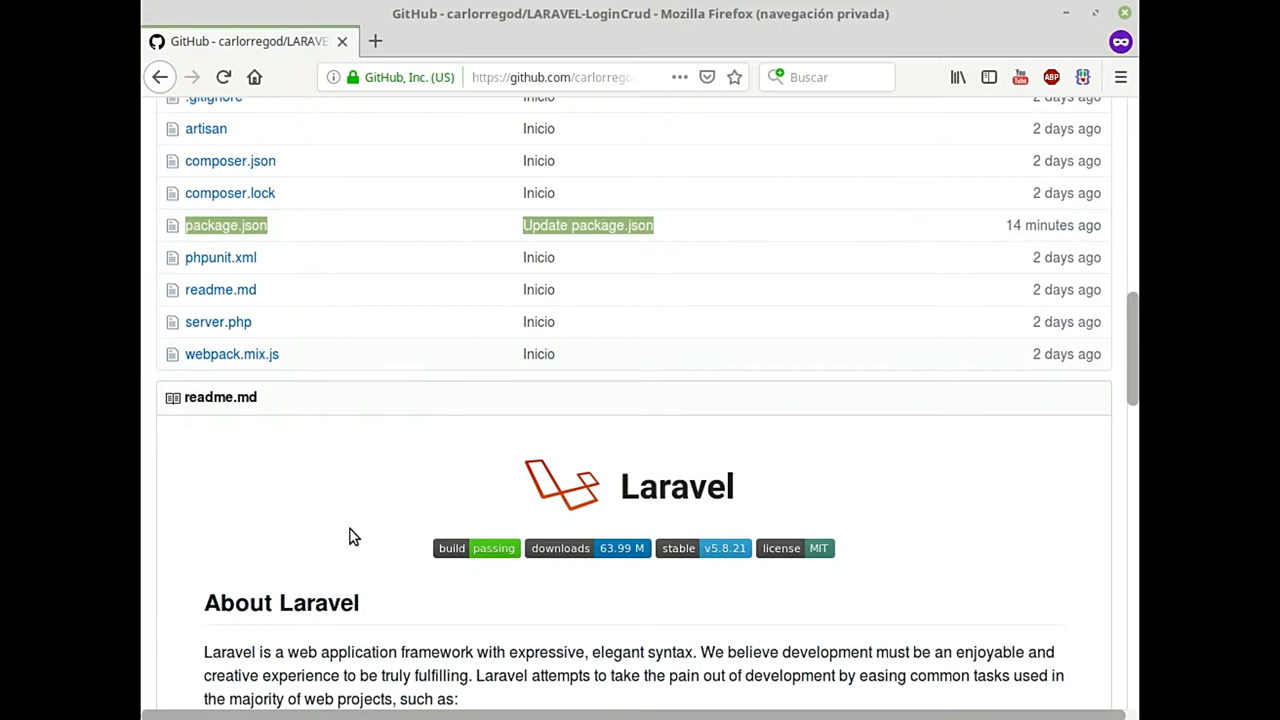 GitHub - carlorregod/LARAVEL-LoginCrud - Mozilla Firefox (navegación privada)
GitHub - carlorregod/LARAVE
GitHub, Inc. (US) https://github.com/carlorrego Buscar
.gitignore Inicio 2 days ago
artisan Inicio 2 days ago
composer.json Inicio 2 days ago
composer.lock Inicio 2 days ago
package.json Update package.json 14 minutes ago
phpunit.xml Inicio 2 days ago
readme.md Inicio 2 days ago
server.php Inicio 2 days ago
webpack.mix.js Inicio 2 days ago
readme.md
Laravel
build passing downloads 63.99 M stable v5.8.21 license MIT
About Laravel
Laravel is a web application framework with expressive, elegant syntax. We believe development must be an enjoyable and
creative experience to be truly fulfilling. Laravel attempts to take the pain out of development by easing common tasks used in
the majority of web projects, such as: